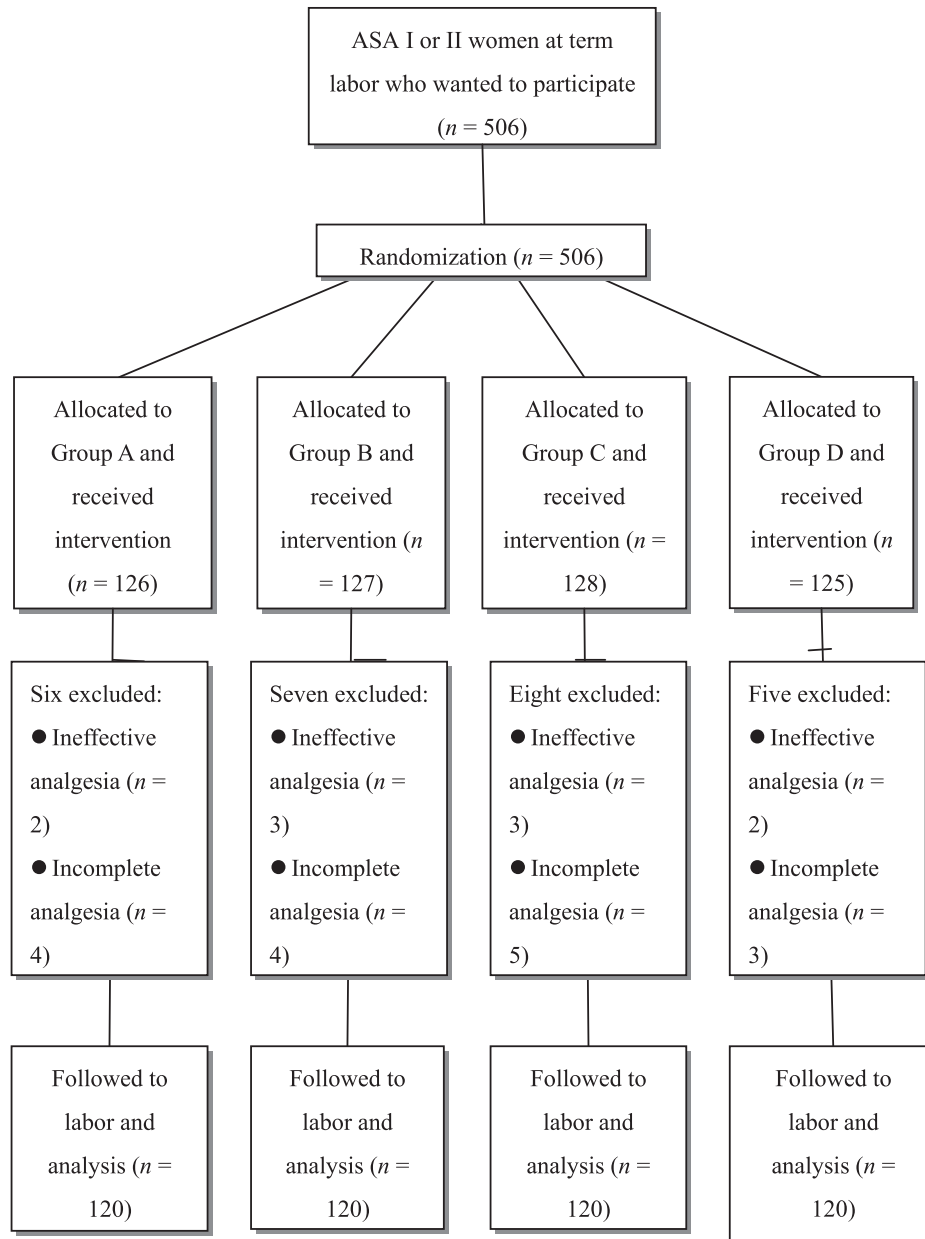 ASA I or II women at term
labor who wanted to participate
(n = 506)
Randomization (n = 506)
Allocated to
Group A and
received
intervention
(n = 126)
Allocated to
Group B and
received
intervention (n
= 127)
Allocated to
Group C and
received
intervention (n =
128)
Allocated to
Group D and
received
intervention (n
= 125)
Six excluded:
● Ineffective
analgesia (n =
2)
● Incomplete
analgesia (n =
4)
Seven excluded:
● Ineffective
analgesia (n =
3)
● Incomplete
analgesia (n =
4)
Eight excluded:
● Ineffective
analgesia (n =
3)
● Incomplete
analgesia (n =
5)
Five excluded:
● Ineffective
analgesia (n =
2)
● Incomplete
analgesia (n =
3)
Followed to
labor and
analysis (n =
120)
Followed to
labor and
analysis (n =
120)
Followed to
labor and
analysis (n =
120)
Followed to
labor and
analysis (n =
120)